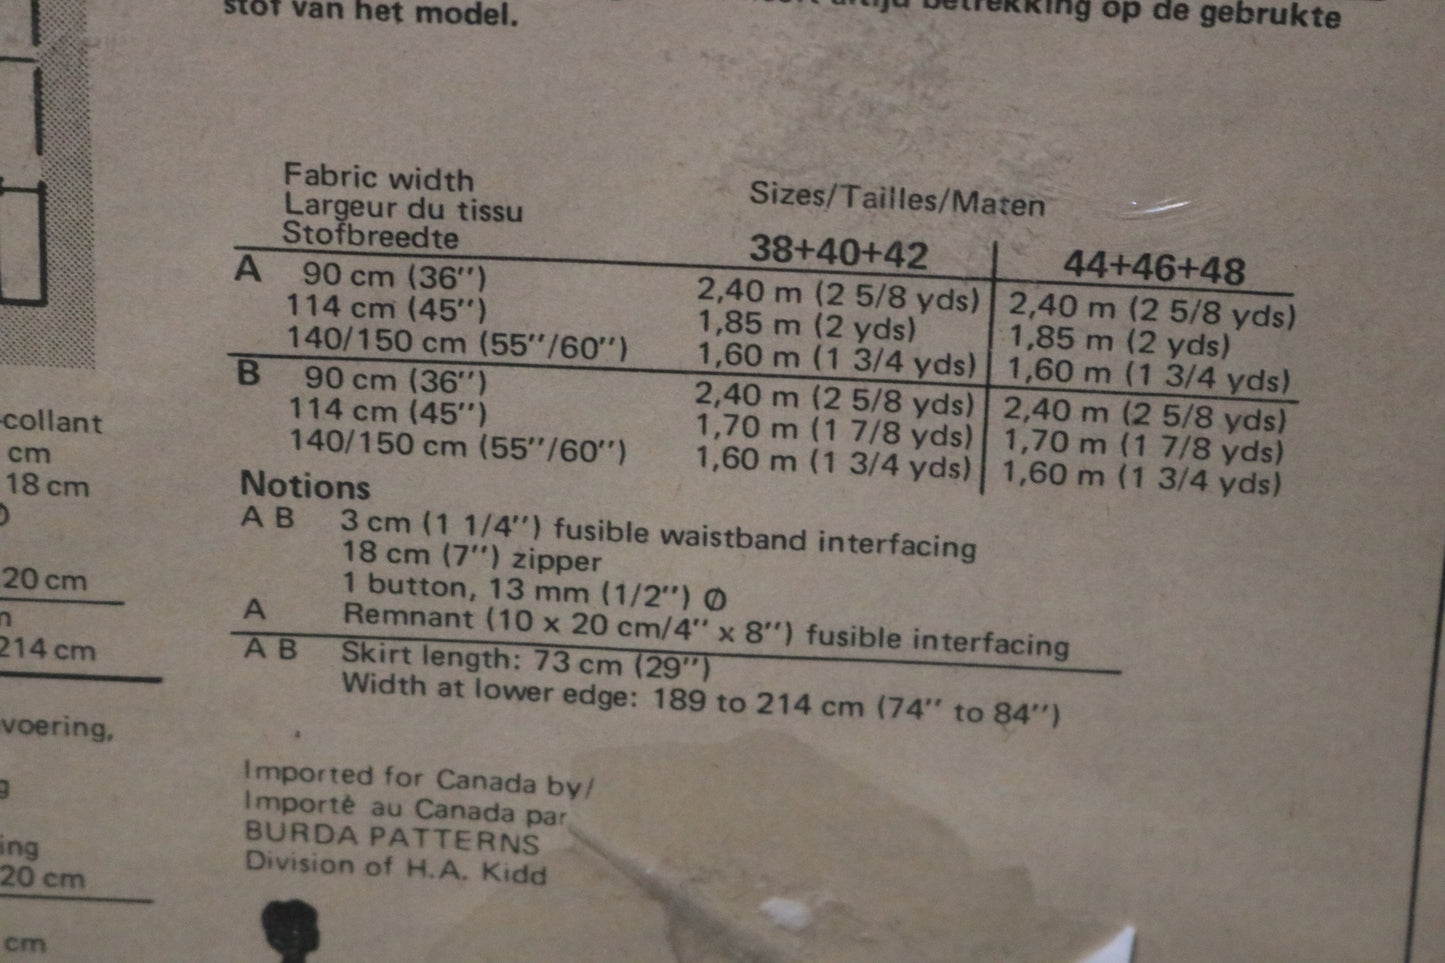 stof van het model.
betrekking op de gebrukte
Fabric width
Largeur du tissu
Stofbreedte
Sizes/Tailles/Maten
38+40+42 44+46+48
A 90 cm (36'') 2,40 m (2 5/8 yds) 2,40 m (2 5/8 yds)
114 cm (45'') 1,85 m (2 yds) 1,85 m (2 yds)
140/150 cm (55''/60'') 1,60 m (1 3/4 yds) 1,60 m (1 3/4 yds)
B 90 cm (36'') 2,40 m (2 5/8 yds) 2,40 m (2 5/8 yds)
114 cm (45'') 1,70 m (1 7/8 yds) 1,70 m (1 7/8 yds)
140/150 cm (55''/60'') 1,60 m (1 3/4 yds) 1,60 m (1 3/4 yds)
Notions
A B 3 cm (1 1/4'') fusible waistband interfacing
18 cm (7'') zipper
1 button, 13 mm (1/2'') Ø
A Remnant (10 x 20 cm/4'' x 8'') fusible interfacing
A B Skirt length: 73 cm (29'')
Width at lower edge: 189 to 214 cm (74'' to 84'')
Imported for Canada by/
Importè au Canada par
BURDA PATTERNS
Division of H.A. Kidd
-collant
cm
18 cm
20 cm
214 cm
voering,
ing
20 cm
cm